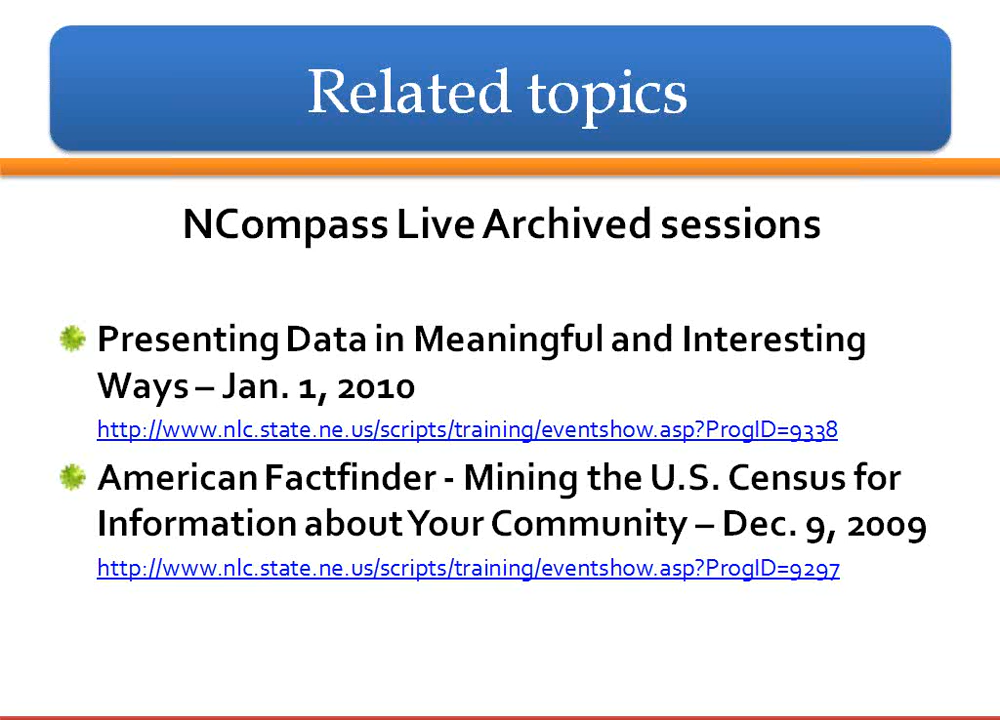 Related topics
NCompass Live Archived sessions
Presenting Data in Meaningful and Interesting
Ways – Jan. 1, 2010
http://www.nlc.state.ne.us/scripts/training/eventshow.asp?ProgID=9338
American Factfinder - Mining the U.S. Census for
Information about Your Community – Dec. 9, 2009
http://www.nlc.state.ne.us/scripts/training/eventshow.asp?ProgID=9297